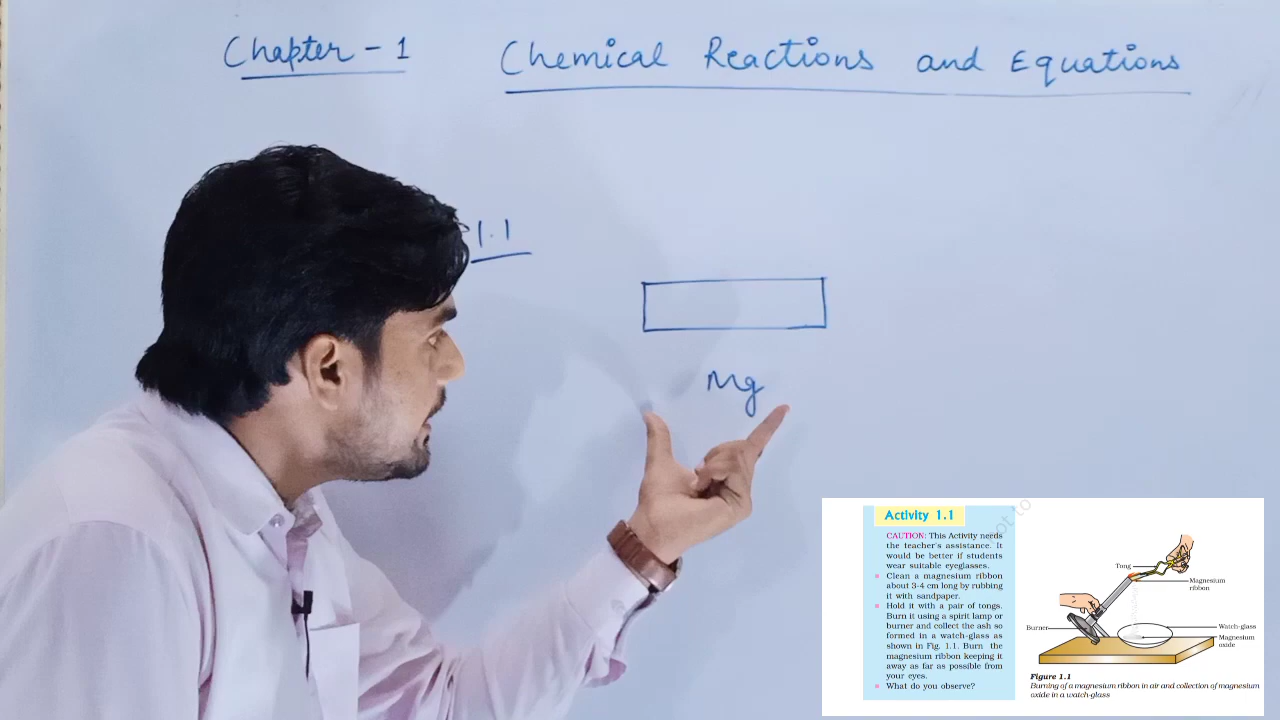 Chapter - 1 Chemical Reactions and Equations
1.1
Mg
Activity 1.1
CAUTION: This Activity needs
the teacher's assistance. It
would be better if students
wear suitable eyeglasses.
Clean a magnesium ribbon
about 3-4 cm long by rubbing
it with sandpaper.
Hold it with a pair of tongs.
Burn it using a spirit lamp or
burner and collect the ash so
formed in a watch-glass as
shown in Fig. 1.1. Burn the
magnesium ribbon keeping it
away as far as possible from
your eyes.
What do you observe?
ot to
Tong
Magnesium
ribbon
Burner
Watch-glass
Magnesium
oxide
Figure 1.1
Burning of a magnesium ribbon in air and collection of magnesium
oxide in a watch-glass